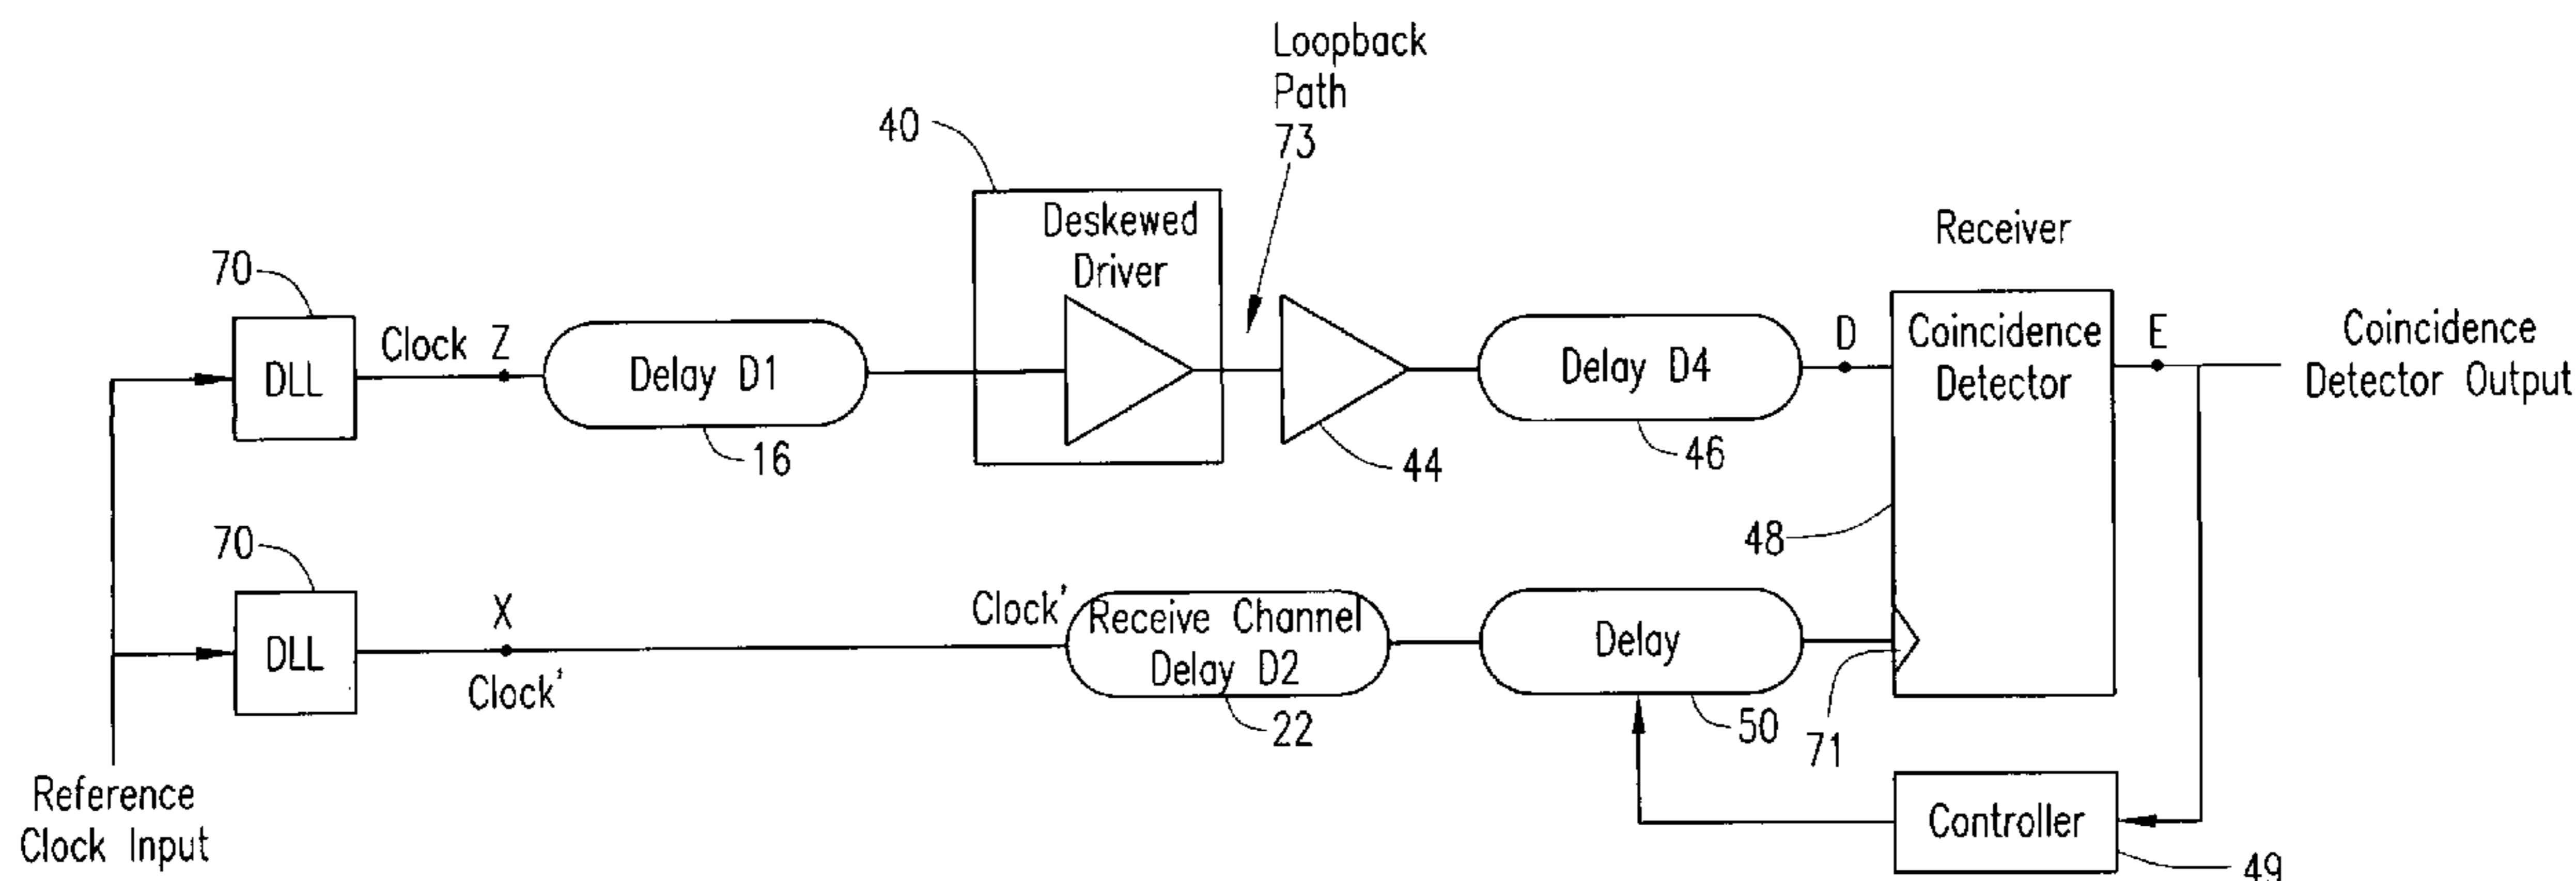 Loopback
Path
73
40
Deskewed
Driver
Receiver
70
Clock Z
DLL
Delay D1
16
44
Delay D4
46
D
Coincidence
Detector
E
Coincidence
Detector Output
48
70
DLL
X
Clock'
Clock'
Receive Channel
Delay D2
22
Delay
50
71
Controller
49
Reference
Clock Input